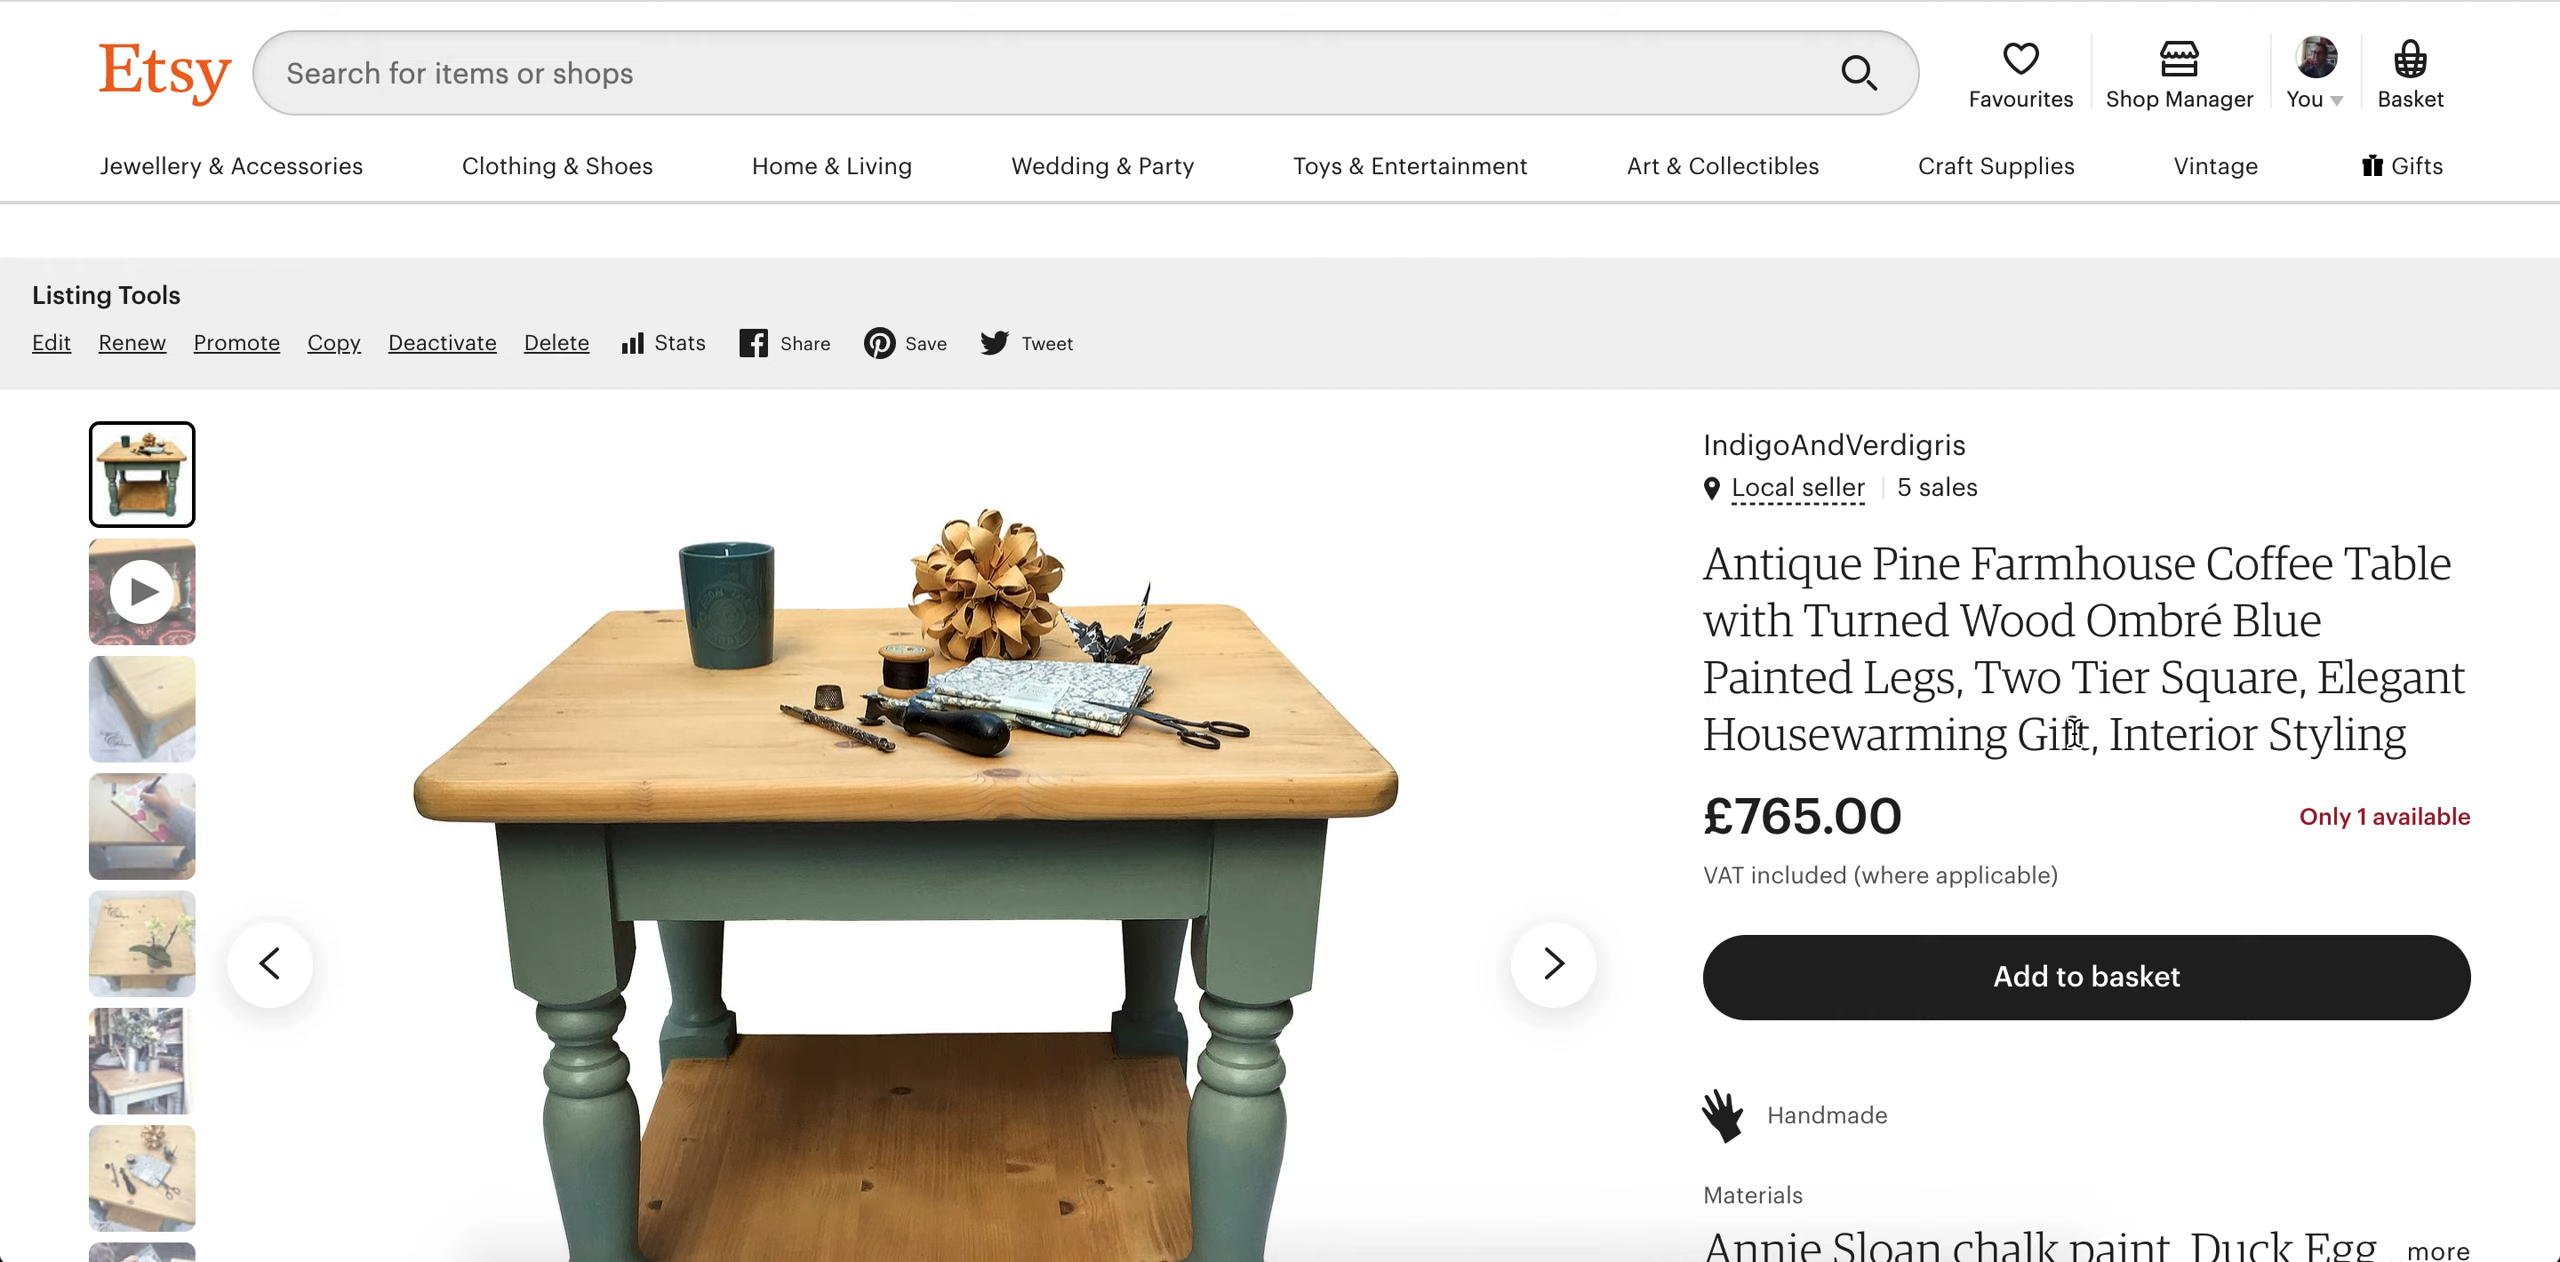 Etsy
Search for items or shops
Favourites
Shop Manager
You
Basket
Jewellery & Accessories
Clothing & Shoes
Home & Living
Wedding & Party
Toys & Entertainment
Art & Collectibles
Craft Supplies
Vintage
Gifts
Listing Tools
Edit
Renew
Promote
Copy
Deactivate
Delete
Stats
Share
Save
Tweet
IndigoAndVerdigris
Local seller
5 sales
Antique Pine Farmhouse Coffee Table
with Turned Wood Ombré Blue
Painted Legs, Two Tier Square, Elegant
Housewarming Gift, Interior Styling
£765.00
Only 1 available
VAT included (where applicable)
Add to basket
Handmade
Materials
Annie Sloan chalk paint, Duck Egg... more